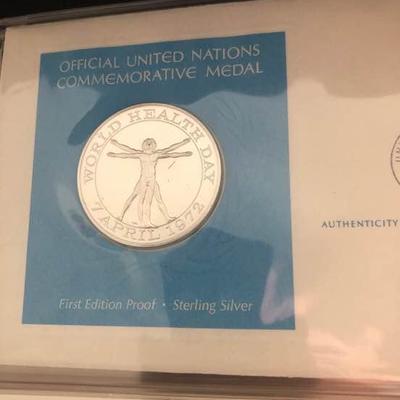 OFFICIAL UNITED NATIONS
COMMEMORATIVE MEDAL
WORLD HEALTH DAY
7 APRIL 1972
First Edition Proof • Sterling Silver
AUTHENTICITY